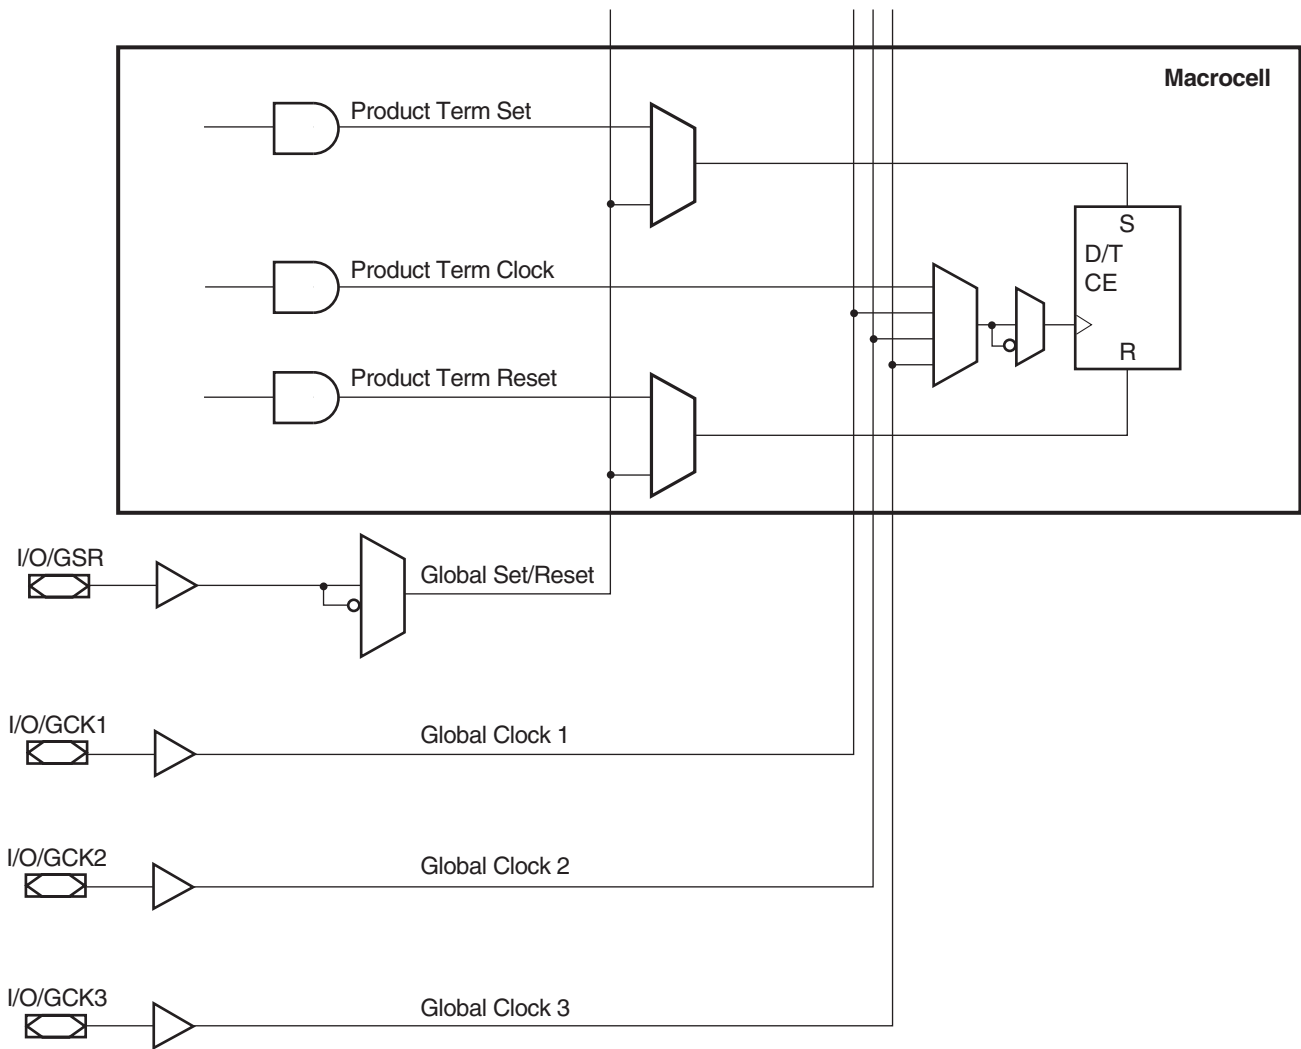 Macrocell
Product Term Set
S
D/T
CE
R
Product Term Clock
Product Term Reset
I/O/GSR
Global Set/Reset
I/O/GCK1
Global Clock 1
I/O/GCK2
Global Clock 2
I/O/GCK3
Global Clock 3